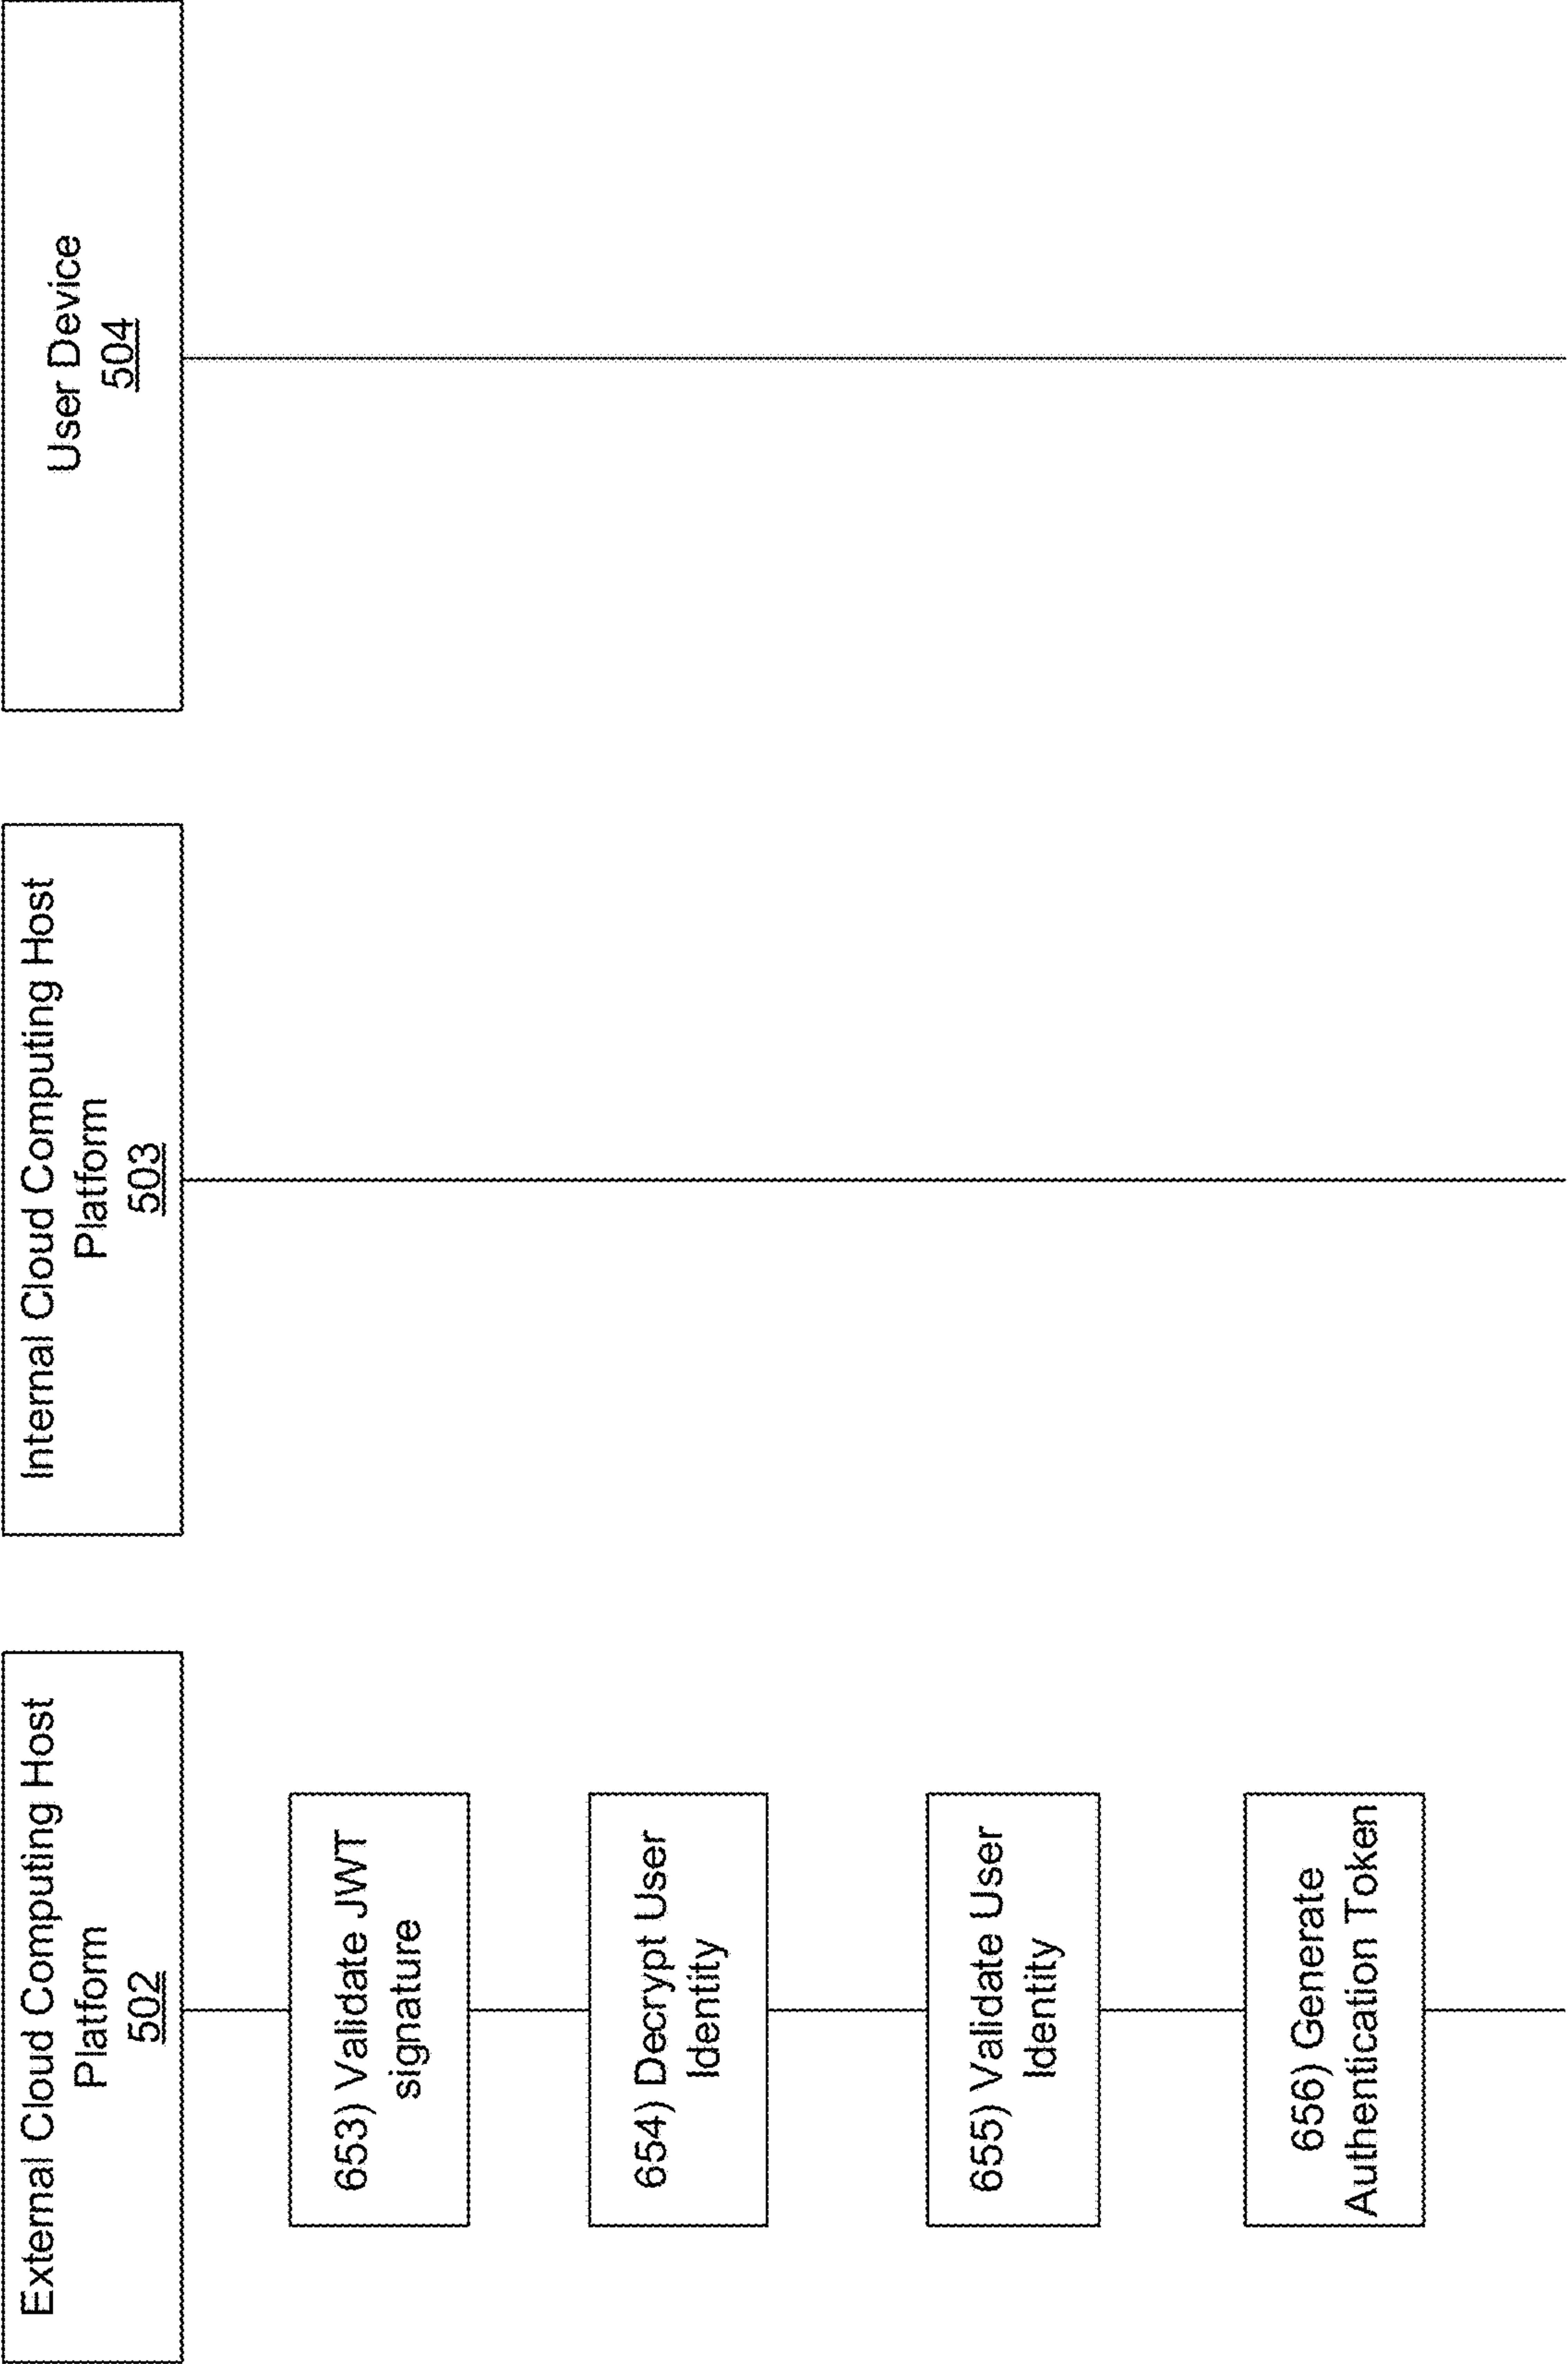 External Cloud Computing Host
Platform
502
Internal Cloud Computing Host
Platform
503
User Device
504
653) Validate JWT
signature
654) Decrypt User
Identity
655) Validate User
Identity
656) Generate
Authentication Token